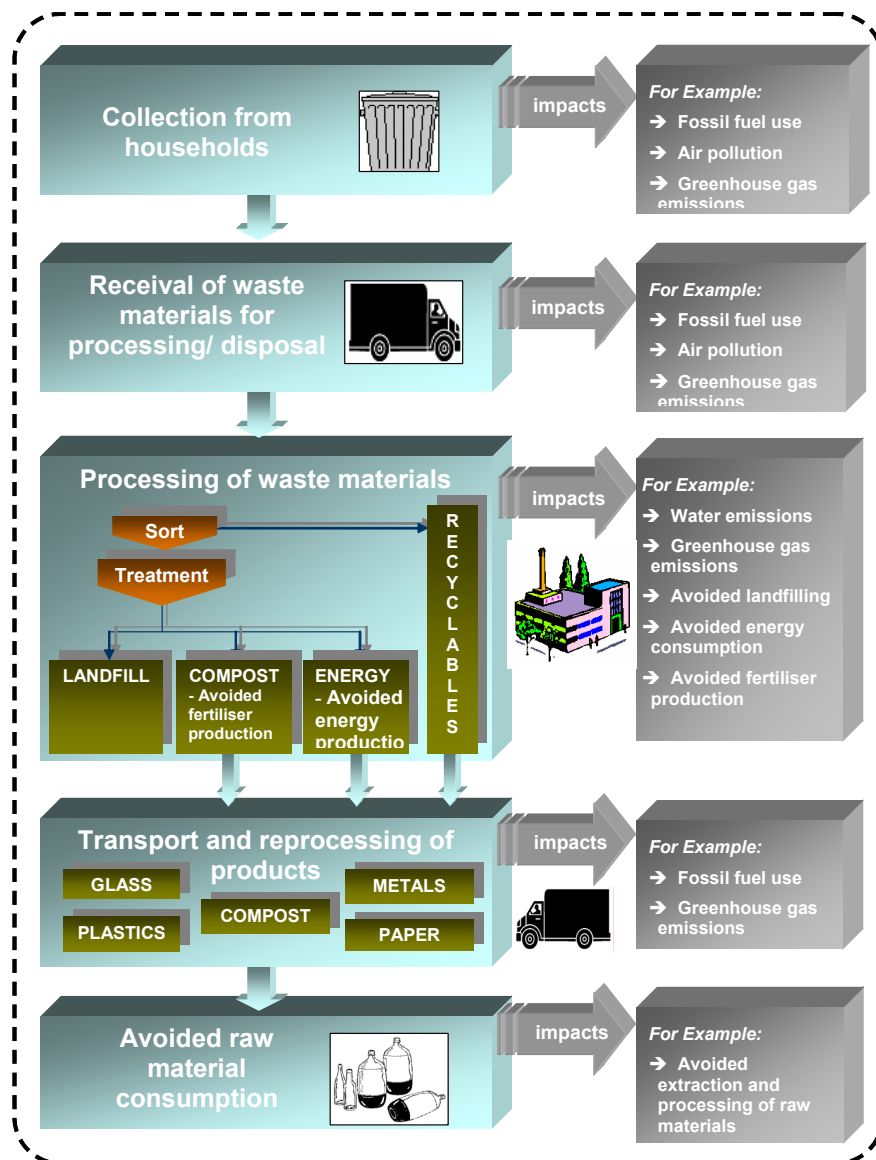 Collection from
households
impacts
For Example:
→ Fossil fuel use
→ Air pollution
→ Greenhouse gas
emissions
Receival of waste
materials for
processing/ disposal
impacts
For Example:
→ Fossil fuel use
→ Air pollution
→ Greenhouse gas
emissions
Processing of waste materials
Sort
Treatment
LANDFILL
COMPOST
- Avoided
fertiliser
production
ENERGY
- Avoided
energy
productio
RECYCLABLES
impacts
For Example:
→ Water emissions
→ Greenhouse gas
emissions
→ Avoided landfilling
→ Avoided energy
consumption
→ Avoided fertiliser
production
Transport and reprocessing of
products
GLASS
METALS
COMPOST
PLASTICS
PAPER
impacts
For Example:
→ Fossil fuel use
→ Greenhouse gas
emissions
Avoided raw
material
consumption
impacts
For Example:
→ Avoided
extraction and
processing of raw
materials